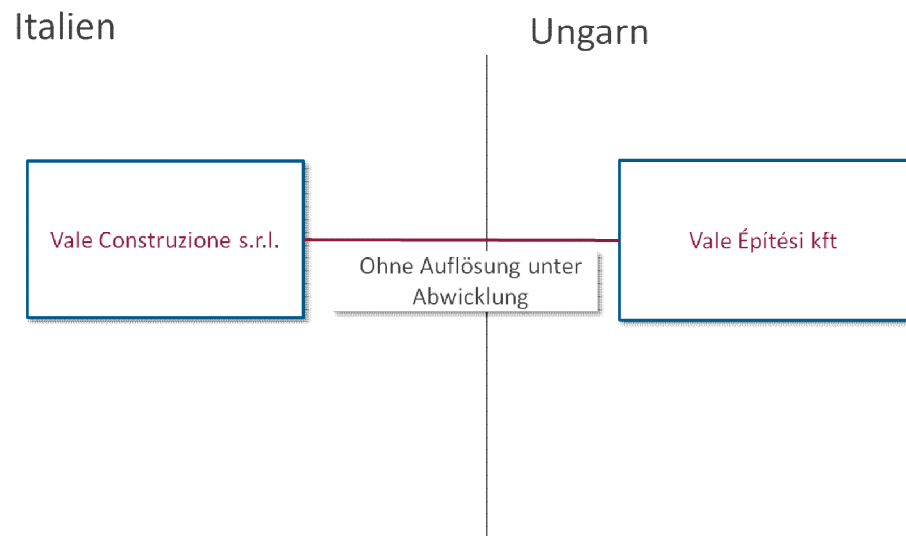 Italien
Ungarn
Vale Construzione s.r.l.
Vale Építési kft
Ohne Auflösung unter
Abwicklung